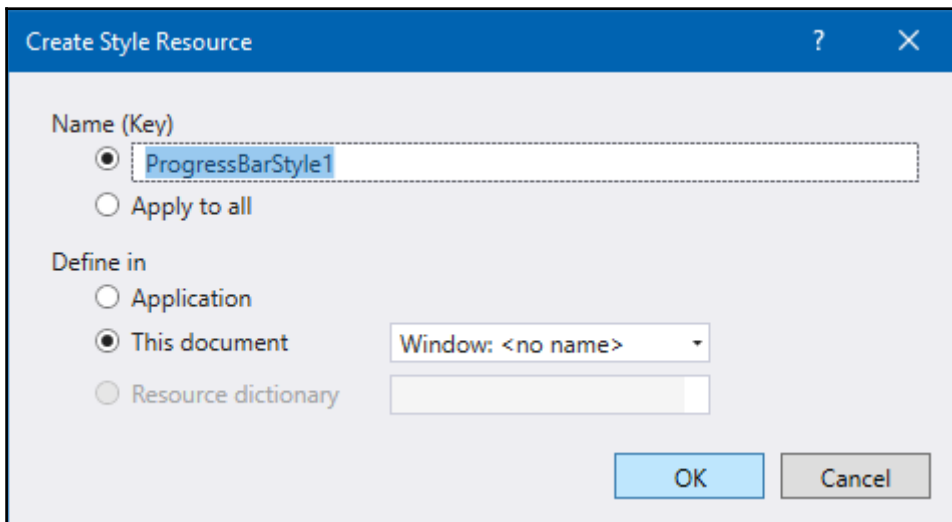 Create Style Resource ? ×
Name (Key)
ProgressBarStyle1
Apply to all
Define in
Application
This document Window: <no name>
Resource dictionary
OK Cancel